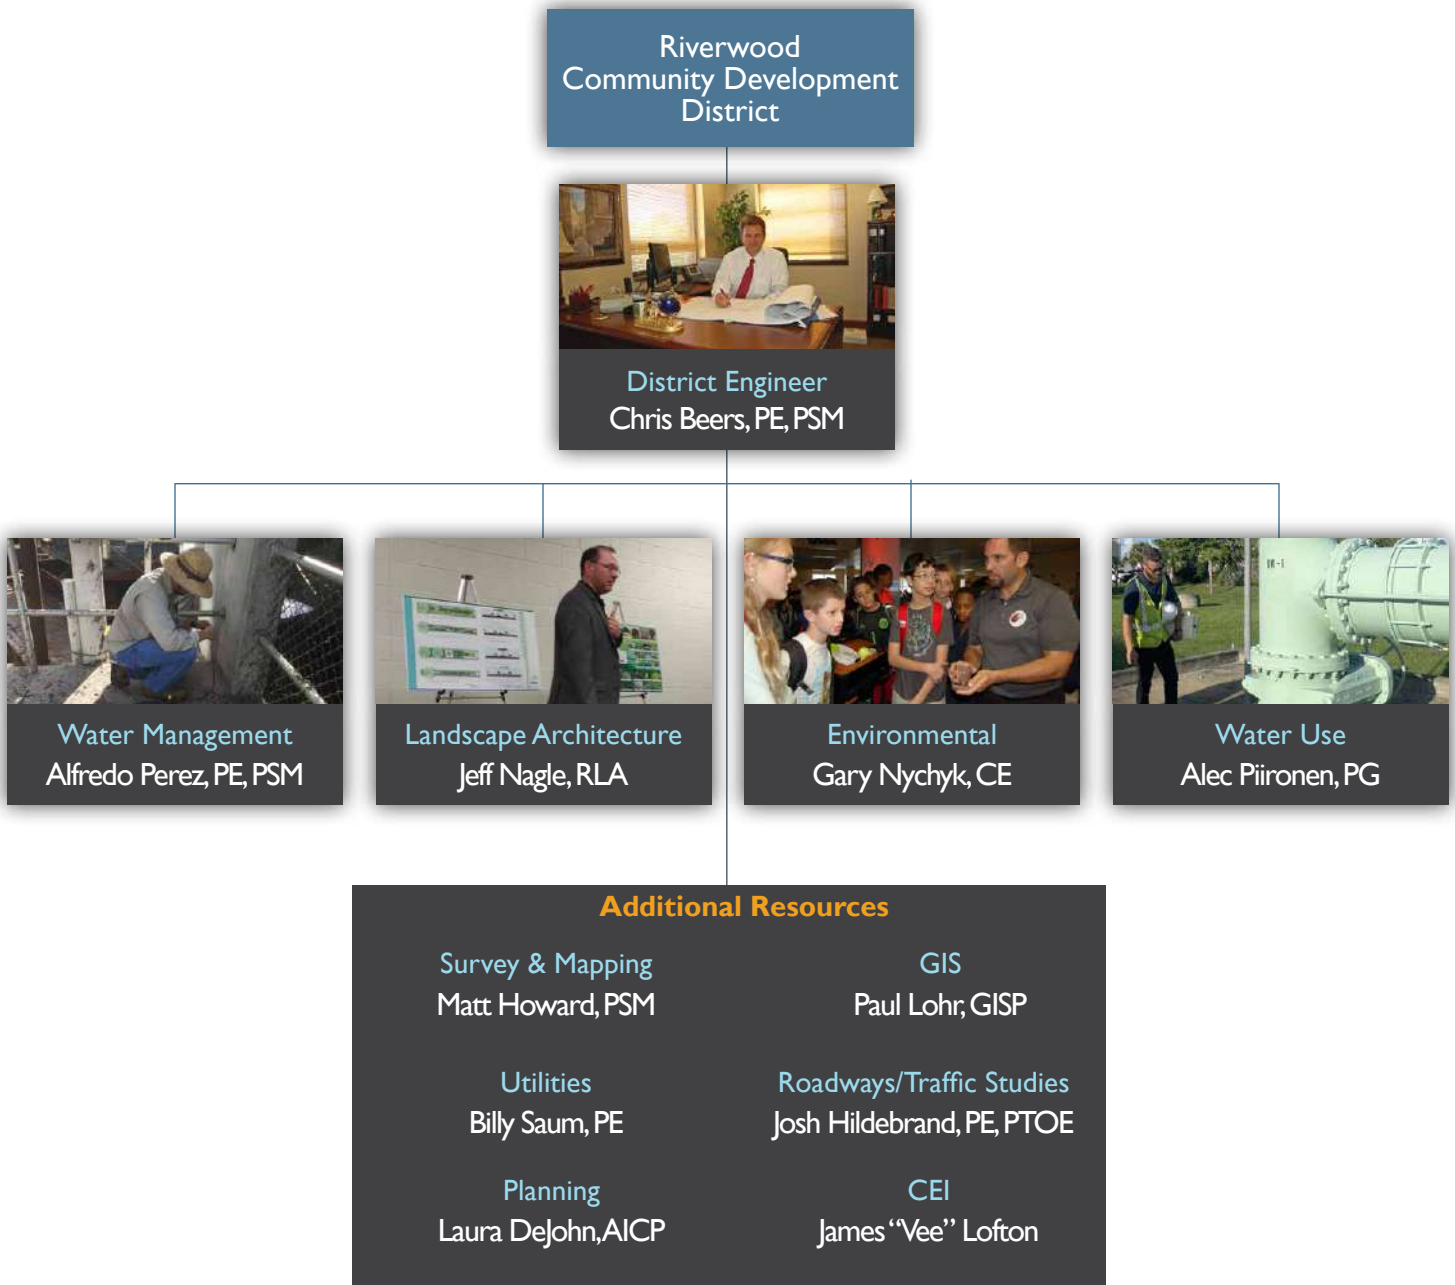 Riverwood
Community Development
District
District Engineer
Chris Beers, PE, PSM
Water Management
Alfredo Perez, PE, PSM
Landscape Architecture
Jeff Nagle, RLA
Environmental
Gary Nychyk, CE
Water Use
Alec Piironen, PG
Additional Resources
Survey & Mapping
Matt Howard, PSM
GIS
Paul Lohr, GISP
Utilities
Billy Saum, PE
Roadways/Traffic Studies
Josh Hildebrand, PE, PTOE
Planning
Laura DeJohn, AICP
CEI
James “Vee” Lofton